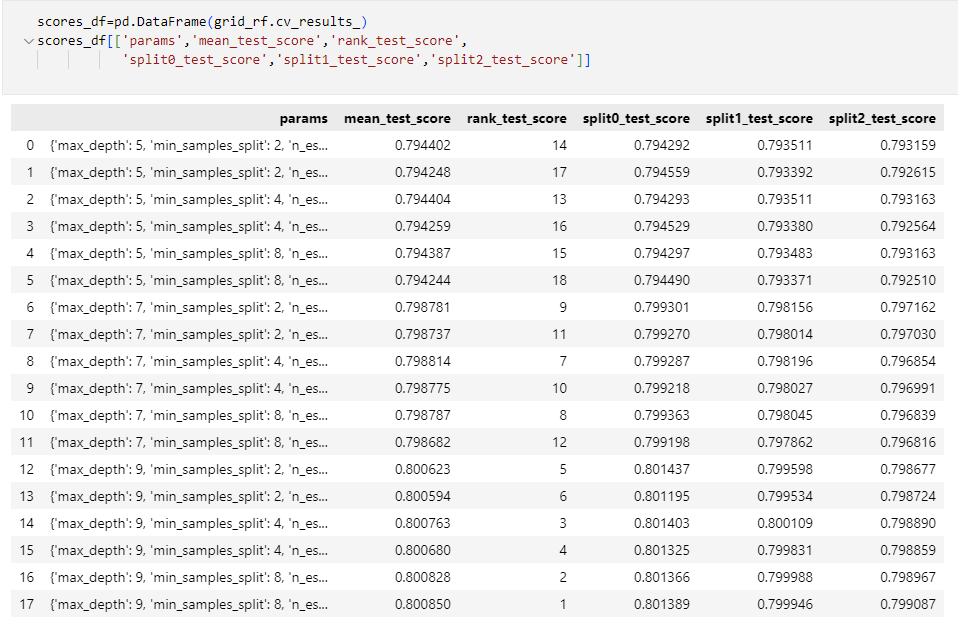 scores_df=pd.DataFrame(grid_rf.cv_results_)
scores_df[['params','mean_test_score','rank_test_score',
'split0_test_score','split1_test_score','split2_test_score']]
params mean_test_score rank_test_score split0_test_score split1_test_score split2_test_score
0 {'max_depth': 5, 'min_samples_split': 2, 'n_es... 0.794402 14 0.794292 0.793511 0.793159
1 {'max_depth': 5, 'min_samples_split': 2, 'n_es... 0.794248 17 0.794559 0.793392 0.792615
2 {'max_depth': 5, 'min_samples_split': 4, 'n_es... 0.794404 13 0.794293 0.793511 0.793163
3 {'max_depth': 5, 'min_samples_split': 4, 'n_es... 0.794259 16 0.794529 0.793380 0.792564
4 {'max_depth': 5, 'min_samples_split': 8, 'n_es... 0.794387 15 0.794297 0.793483 0.793163
5 {'max_depth': 5, 'min_samples_split': 8, 'n_es... 0.794244 18 0.794490 0.793371 0.792510
6 {'max_depth': 7, 'min_samples_split': 2, 'n_es... 0.798781 9 0.799301 0.798156 0.797162
7 {'max_depth': 7, 'min_samples_split': 2, 'n_es... 0.798737 11 0.799270 0.798014 0.797030
8 {'max_depth': 7, 'min_samples_split': 4, 'n_es... 0.798814 7 0.799287 0.798196 0.796854
9 {'max_depth': 7, 'min_samples_split': 4, 'n_es... 0.798775 10 0.799218 0.798027 0.796991
10 {'max_depth': 7, 'min_samples_split': 8, 'n_es... 0.798787 8 0.799363 0.798045 0.796839
11 {'max_depth': 7, 'min_samples_split': 8, 'n_es... 0.798682 12 0.799198 0.797862 0.796816
12 {'max_depth': 9, 'min_samples_split': 2, 'n_es... 0.800623 5 0.801437 0.799598 0.798677
13 {'max_depth': 9, 'min_samples_split': 2, 'n_es... 0.800594 6 0.801195 0.799534 0.798724
14 {'max_depth': 9, 'min_samples_split': 4, 'n_es... 0.800763 3 0.801403 0.800109 0.798890
15 {'max_depth': 9, 'min_samples_split': 4, 'n_es... 0.800680 4 0.801325 0.799831 0.798859
16 {'max_depth': 9, 'min_samples_split': 8, 'n_es... 0.800828 2 0.801366 0.799988 0.798967
17 {'max_depth': 9, 'min_samples_split': 8, 'n_es... 0.800850 1 0.801389 0.799946 0.799087